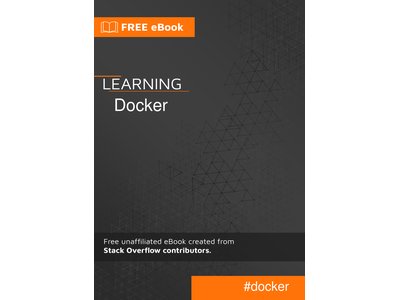 FREE eBook
LEARNING
Docker
Free unaffiliated eBook created from
Stack Overflow contributors.
#docker